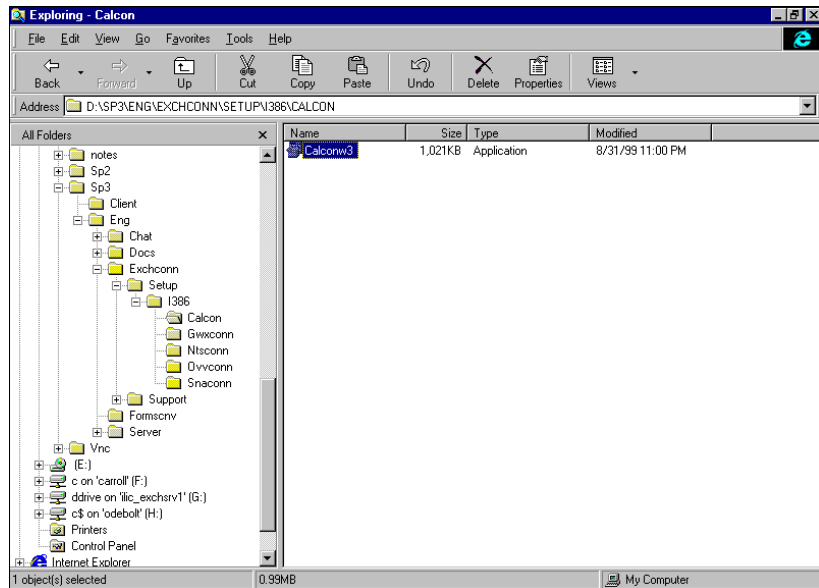 Exploring - Calcon
File Edit View Go Favorites Tools Help
Back Forward Up Cut Copy Paste Undo Delete Properties Views
Address D:\SP3\ENG\EXCHCONN\SETUP\I386\CALCON
All Folders
Name Size Type Modified
notes
Sp2
Sp3
Client
Eng
Chat
Docs
Exchconn
Setup
I386
Calcon
Gwxconn
Ntsconn
Ovvconn
Snaconn
Support
Formscnv
Server
Vnc
(E:)
c on 'carroll' (F:)
ddrive on 'ilic_exchsrv1' (G:)
c$ on 'odebolt' (H:)
Printers
Control Panel
Internet Explorer
Calconw3 1,021KB Application 8/31/99 11:00 PM
1 object(s) selected 0.99MB My Computer